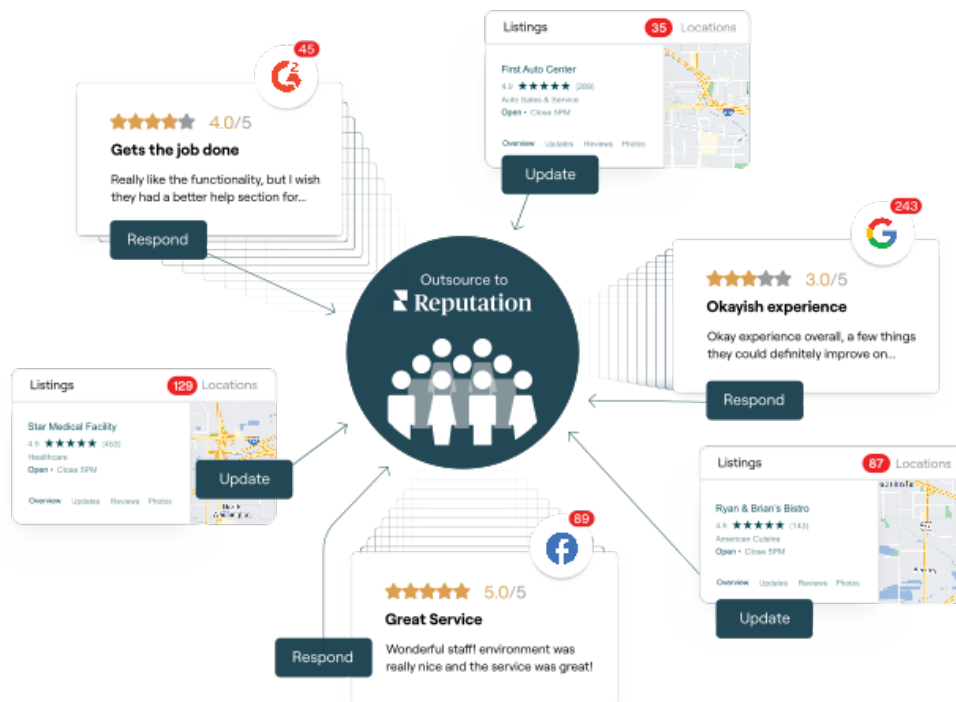 45
4.0/5
Gets the job done
Really like the functionality, but I wish
they had a better help section for...
Respond
Listings 35 Locations
First Auto Center
4.9 (289)
Auto Sales & Service
Open • Close 5PM
Overview Updates Reviews Photos
Update
243
3.0/5
Okayish experience
Okay experience overall, a few things
they could definitely improve on...
Respond
Outsource to
Reputation
Listings 129 Locations
Star Medical Facility
4.9 (453)
Healthcare
Open • Close 5PM
Overview Updates Reviews Photos
Update
Listings 87 Locations
Ryan & Brian's Bistro
4.9 (143)
American Cuisine
Open • Close 5PM
Overview Updates Reviews Photos
Update
89
5.0/5
Great Service
Wonderful staff! environment was
really nice and the service was great!
Respond